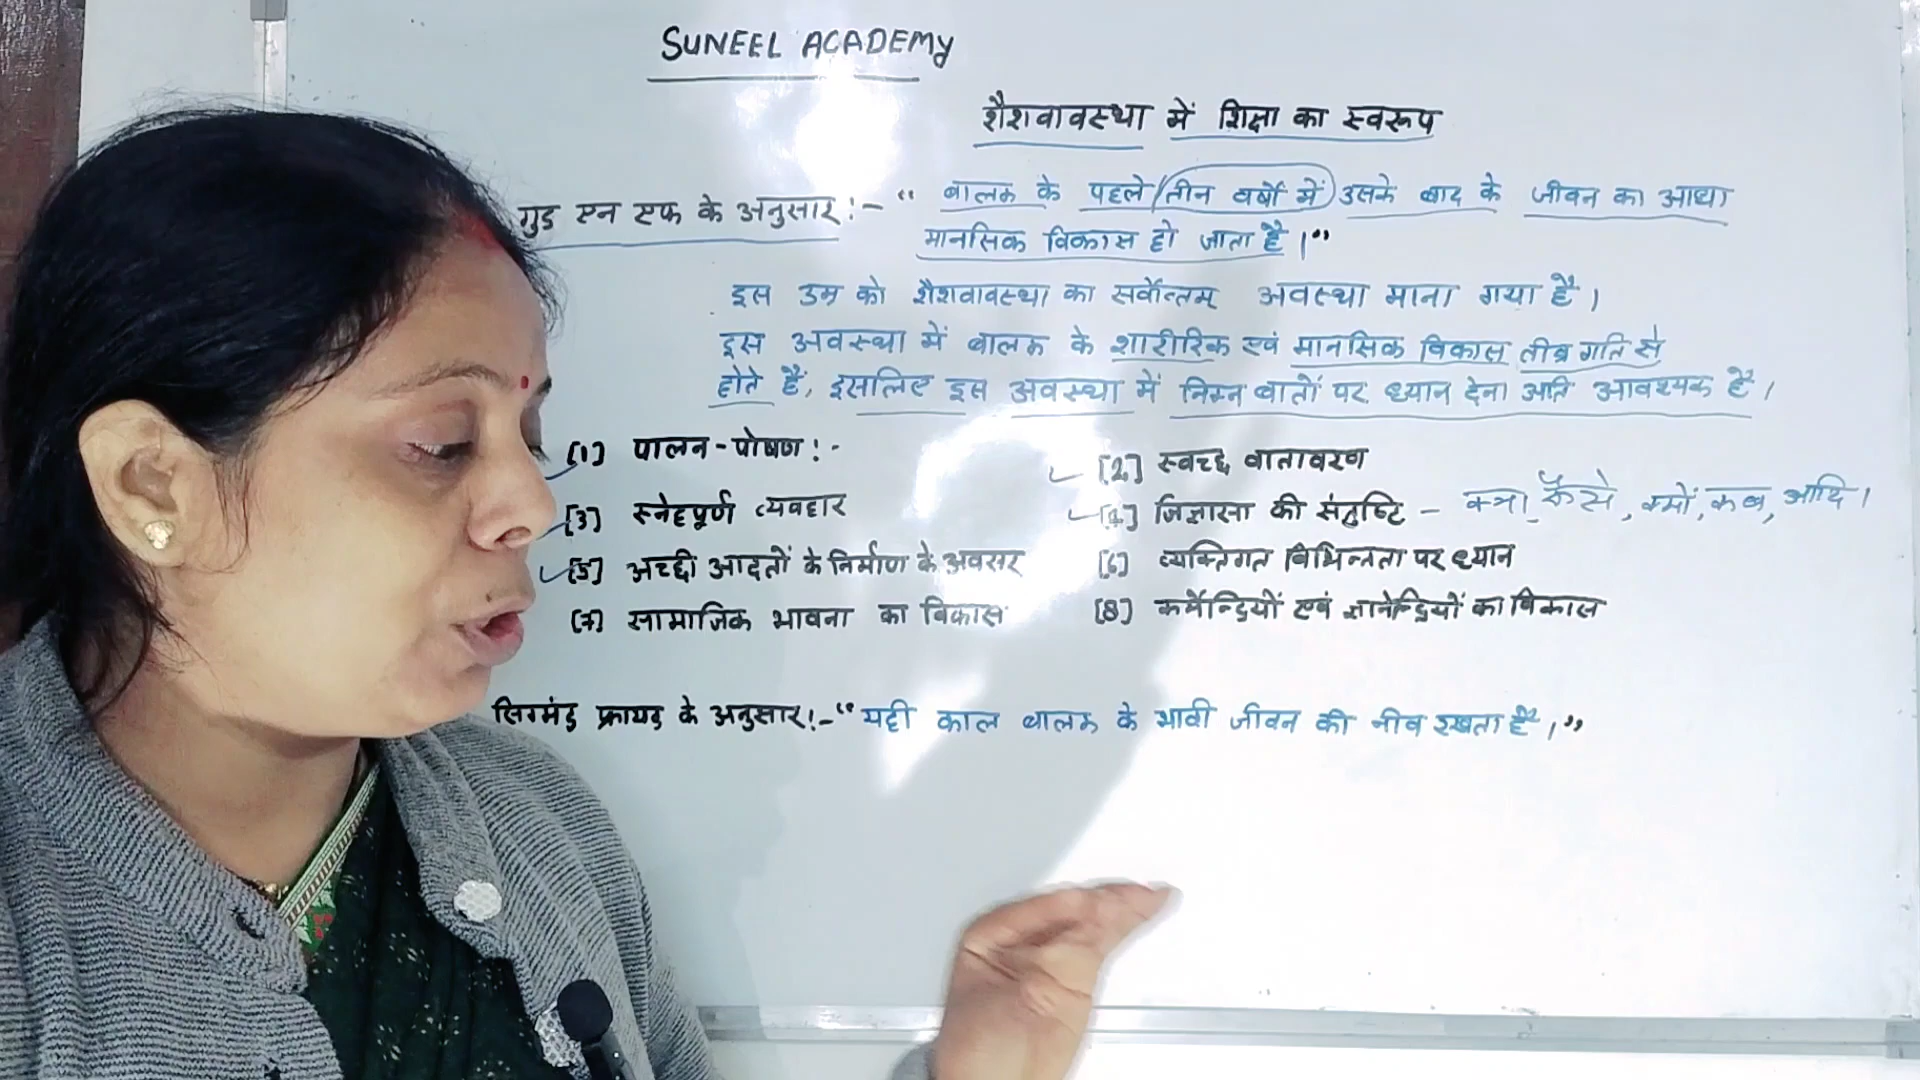 SUNEEL ACADEMY
शैशवावस्था में शिक्षा का स्वरूप
गुड एन एफ के अनुसार :- “ बालक के पहले तीन वर्षो में उसके बाद के जीवन का आधा
मानसिक विकास हो जाता है ।”
इस उम्र को शैशवावस्था का सर्वोत्तम् अवस्था माना गया है ।
इस अवस्था में बालक के शारीरिक एवं मानसिक विकास तीव्र गति से
होते हैं, इसलिए इस अवस्था में निम्न बातों पर ध्यान देना अति आवश्यक है ।
[1] पालन-पोषण :-
[2] स्वच्छ वातावरण
[3] स्नेहपूर्ण व्यवहार
[4] जिज्ञासा की संतुष्टि - क्या, कैसे, क्यों, कब, आदि ।
[5] अच्छी आदतों के निर्माण के अवसर
[6] व्यक्तिगत विभिन्नता पर ध्यान
[7] सामाजिक भावना का विकास
[8] कर्मेन्द्रियों एवं ज्ञानेन्द्रियों का विकास
सिगमंड फ्रायड के अनुसार :- “ यही काल बालक के भावी जीवन की नीव रखता है ।”